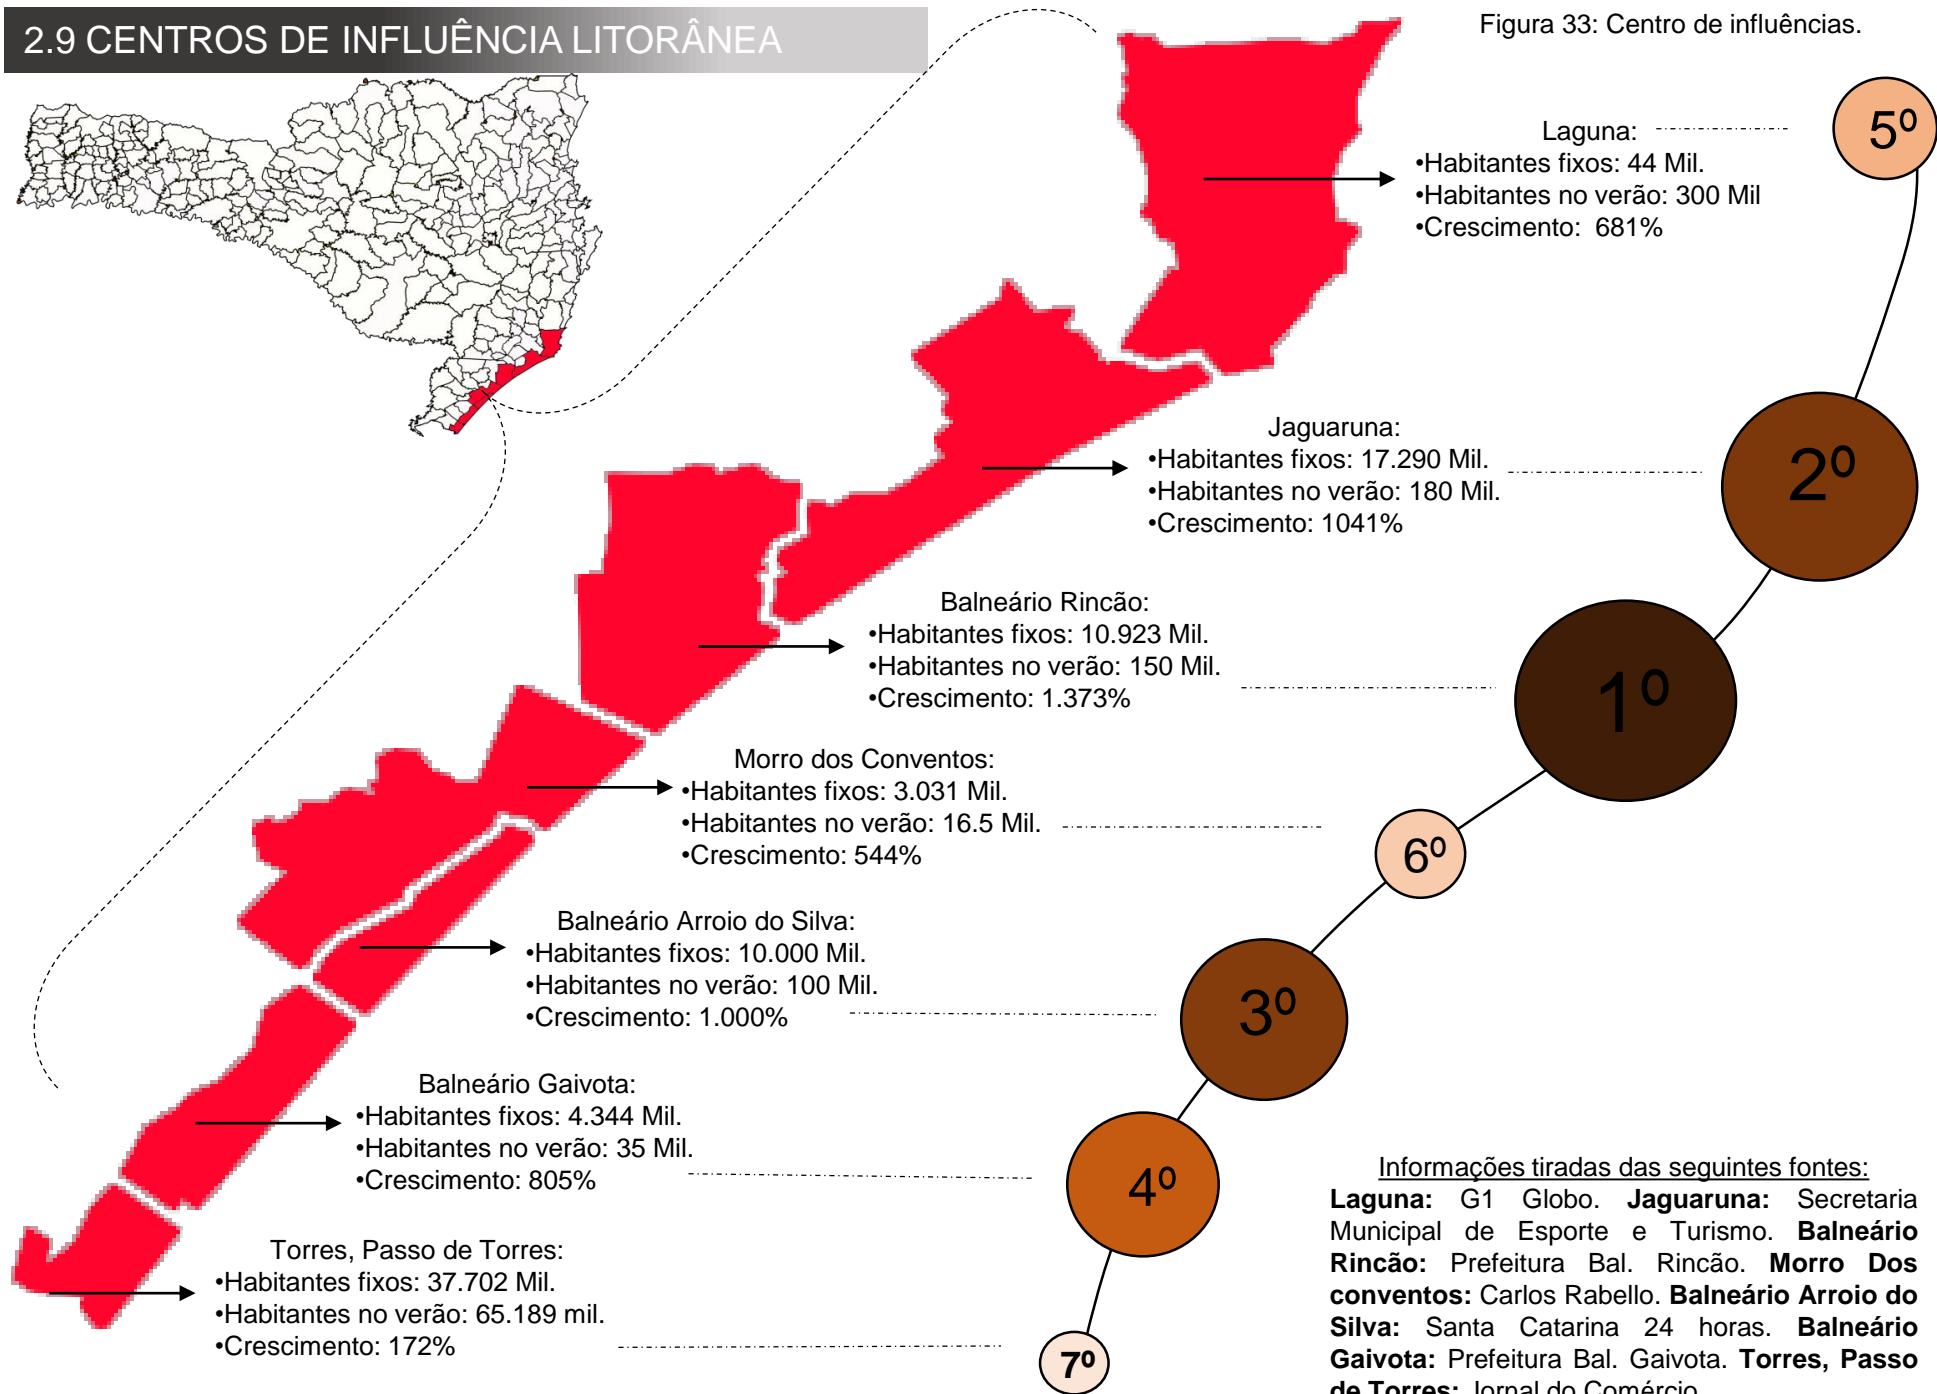 2.9 CENTROS DE INFLUÊNCIA LITORÂNEA
Figura 33: Centro de influências.
Laguna:
•Habitantes fixos: 44 Mil.
•Habitantes no verão: 300 Mil
•Crescimento: 681%
5º
Jaguaruna:
•Habitantes fixos: 17.290 Mil.
•Habitantes no verão: 180 Mil.
•Crescimento: 1041%
2º
Balneário Rincão:
•Habitantes fixos: 10.923 Mil.
•Habitantes no verão: 150 Mil.
•Crescimento: 1.373%
1º
Morro dos Conventos:
•Habitantes fixos: 3.031 Mil.
•Habitantes no verão: 16.5 Mil.
•Crescimento: 544%
6º
Balneário Arroio do Silva:
•Habitantes fixos: 10.000 Mil.
•Habitantes no verão: 100 Mil.
•Crescimento: 1.000%
3º
Balneário Gaivota:
•Habitantes fixos: 4.344 Mil.
•Habitantes no verão: 35 Mil.
•Crescimento: 805%
4º
Torres, Passo de Torres:
•Habitantes fixos: 37.702 Mil.
•Habitantes no verão: 65.189 mil.
•Crescimento: 172%
7º
Informações tiradas das seguintes fontes:
Laguna: G1 Globo. Jaguaruna: Secretaria
Municipal de Esporte e Turismo. Balneário
Rincão: Prefeitura Bal. Rincão. Morro Dos
conventos: Carlos Rabello. Balneário Arroio do
Silva: Santa Catarina 24 horas. Balneário
Gaivota: Prefeitura Bal. Gaivota. Torres, Passo
de Torres: Jornal do Comércio